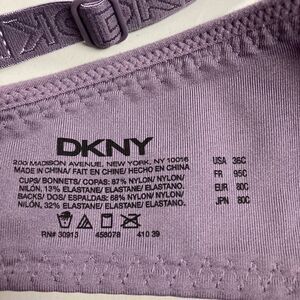 DKNY
200 MADISON AVENUE, NEW YORK, NY 10016
MADE IN CHINA/ FAIT EN CHINE/ HECHO EN CHINA
CUPS/ BONNETS/ COPAS: 87% NYLON/ NYLON/
NILÓN, 13% ELASTANE/ ELASTANE/ ELASTANO.
BACKS/ DOS/ ESPALDAS: 68% NYLON/ NYLON/
NILÓN, 32% ELASTANE/ ELASTANE/ ELASTANO.
RN# 30913 458078 410 39
USA 36C
FR 95C
EUR 80C
JPN 80C